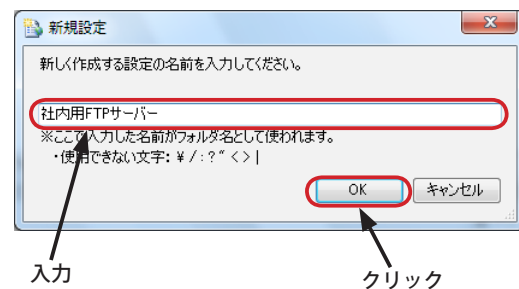 新規設定
新しく作成する設定の名前を入力してください。
社内用FTPサーバー
※ここで入力した名前がフォルダ名として使われます。
・使用できない文字: ¥ / : ? " < > |
OK
キャンセル
入力
クリック